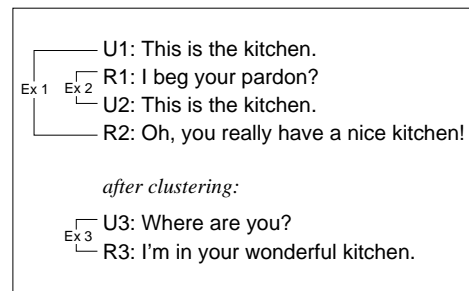 U1: This is the kitchen.
R1: I beg your pardon?
Ex 1 Ex 2
U2: This is the kitchen.
R2: Oh, you really have a nice kitchen!
after clustering:
U3: Where are you?
Ex 3
R3: I'm in your wonderful kitchen.